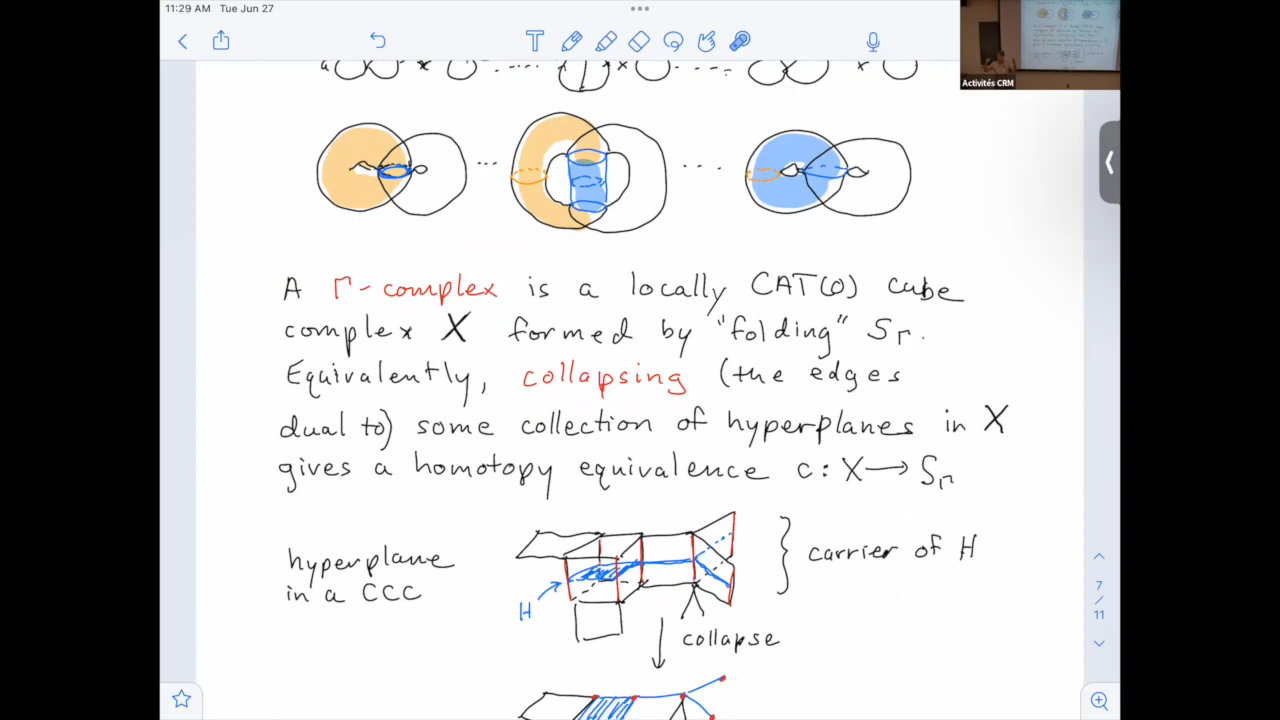 11:29 AM Tue Jun 27
Activités CRM
A Γ-complex is a locally CAT(0) cube
complex X formed by "folding" SΓ.
Equivalently, collapsing (the edges
dual to) some collection of hyperplanes in X
gives a homotopy equivalence c: X → SΓ
hyperplane
in a CCC
H
carrier of H
collapse
7
/
11